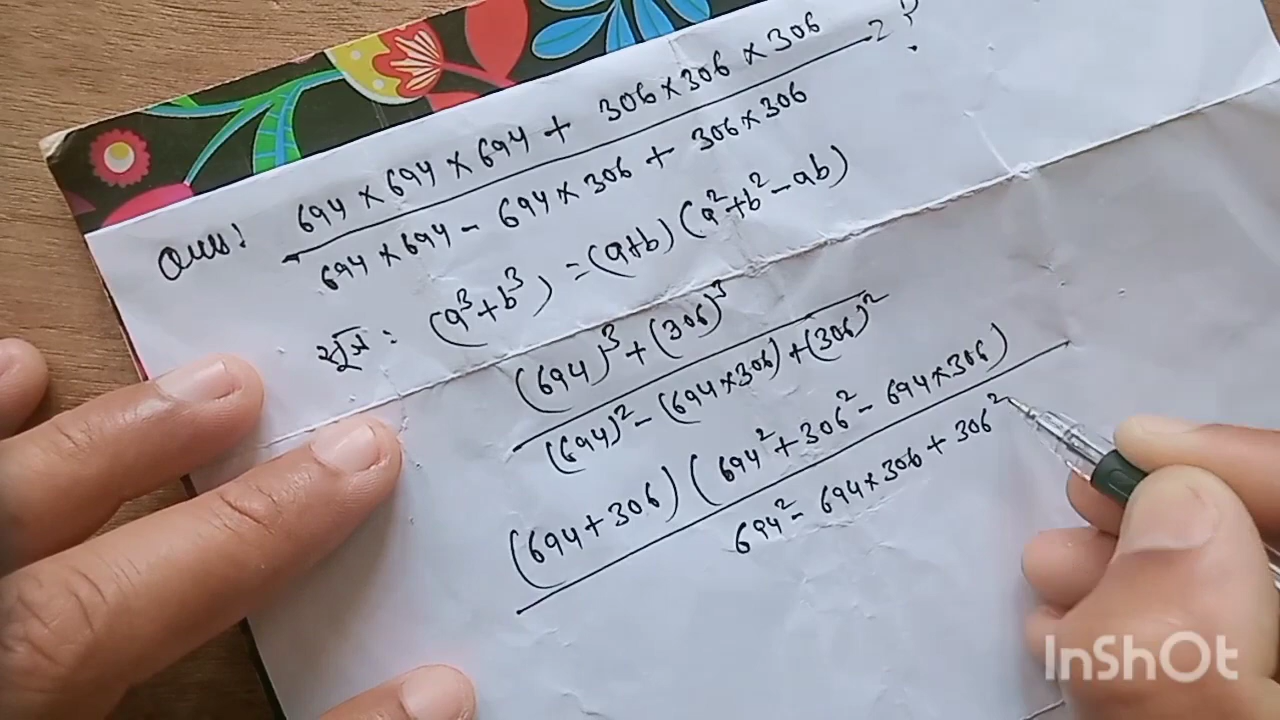 Ques: 694 × 694 × 694 + 306 × 306 × 306 = ?
694 × 694 - 694 × 306 + 306 × 306
सूत्र : (a³+b³) = (a+b) (a²+b²-ab)
(694)³ + (306)³
(694)² - (694×306) + (306)²
(694+306) (694²+306²-694×306)
694² - 694×306 + 306²
InShOt